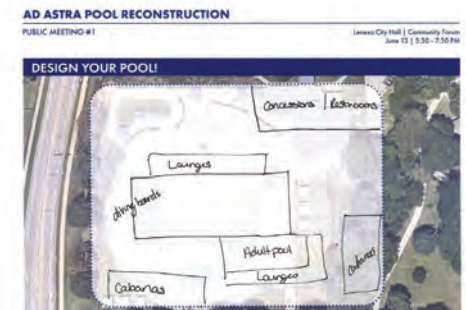 AD ASTRA POOL RECONSTRUCTION
PUBLIC MEETING #1
Lenexa City Hall | Community Forum
June 13 | 5:30 - 7:30 PM
DESIGN YOUR POOL!
Concessions | Restrooms
Lounges
diving boards
Adult pool
Lounges
Cabanas
Cabanas